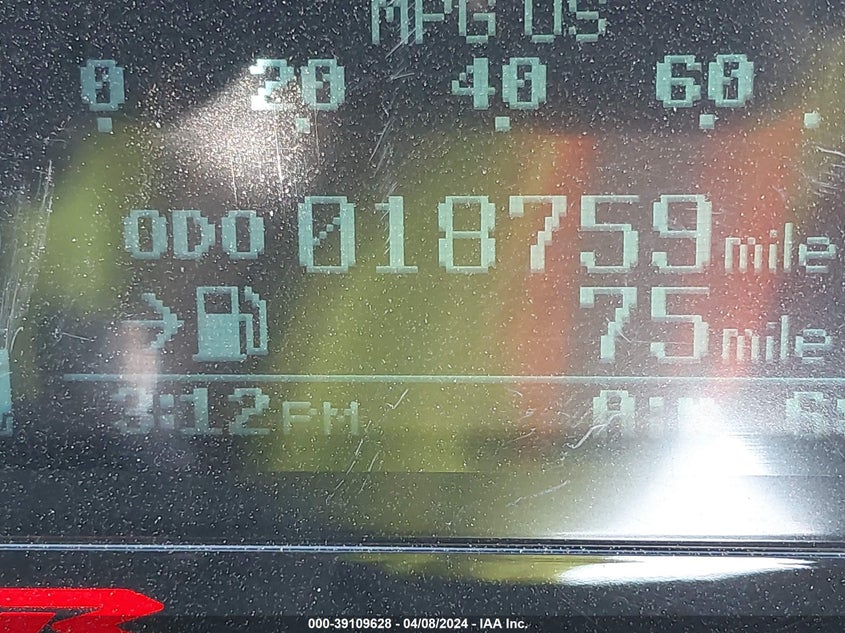 MPG US
0 20 40 60
ODO 018759 mile
75 mile
3:12 PM
000-39109628 - 04/08/2024 - IAA Inc.